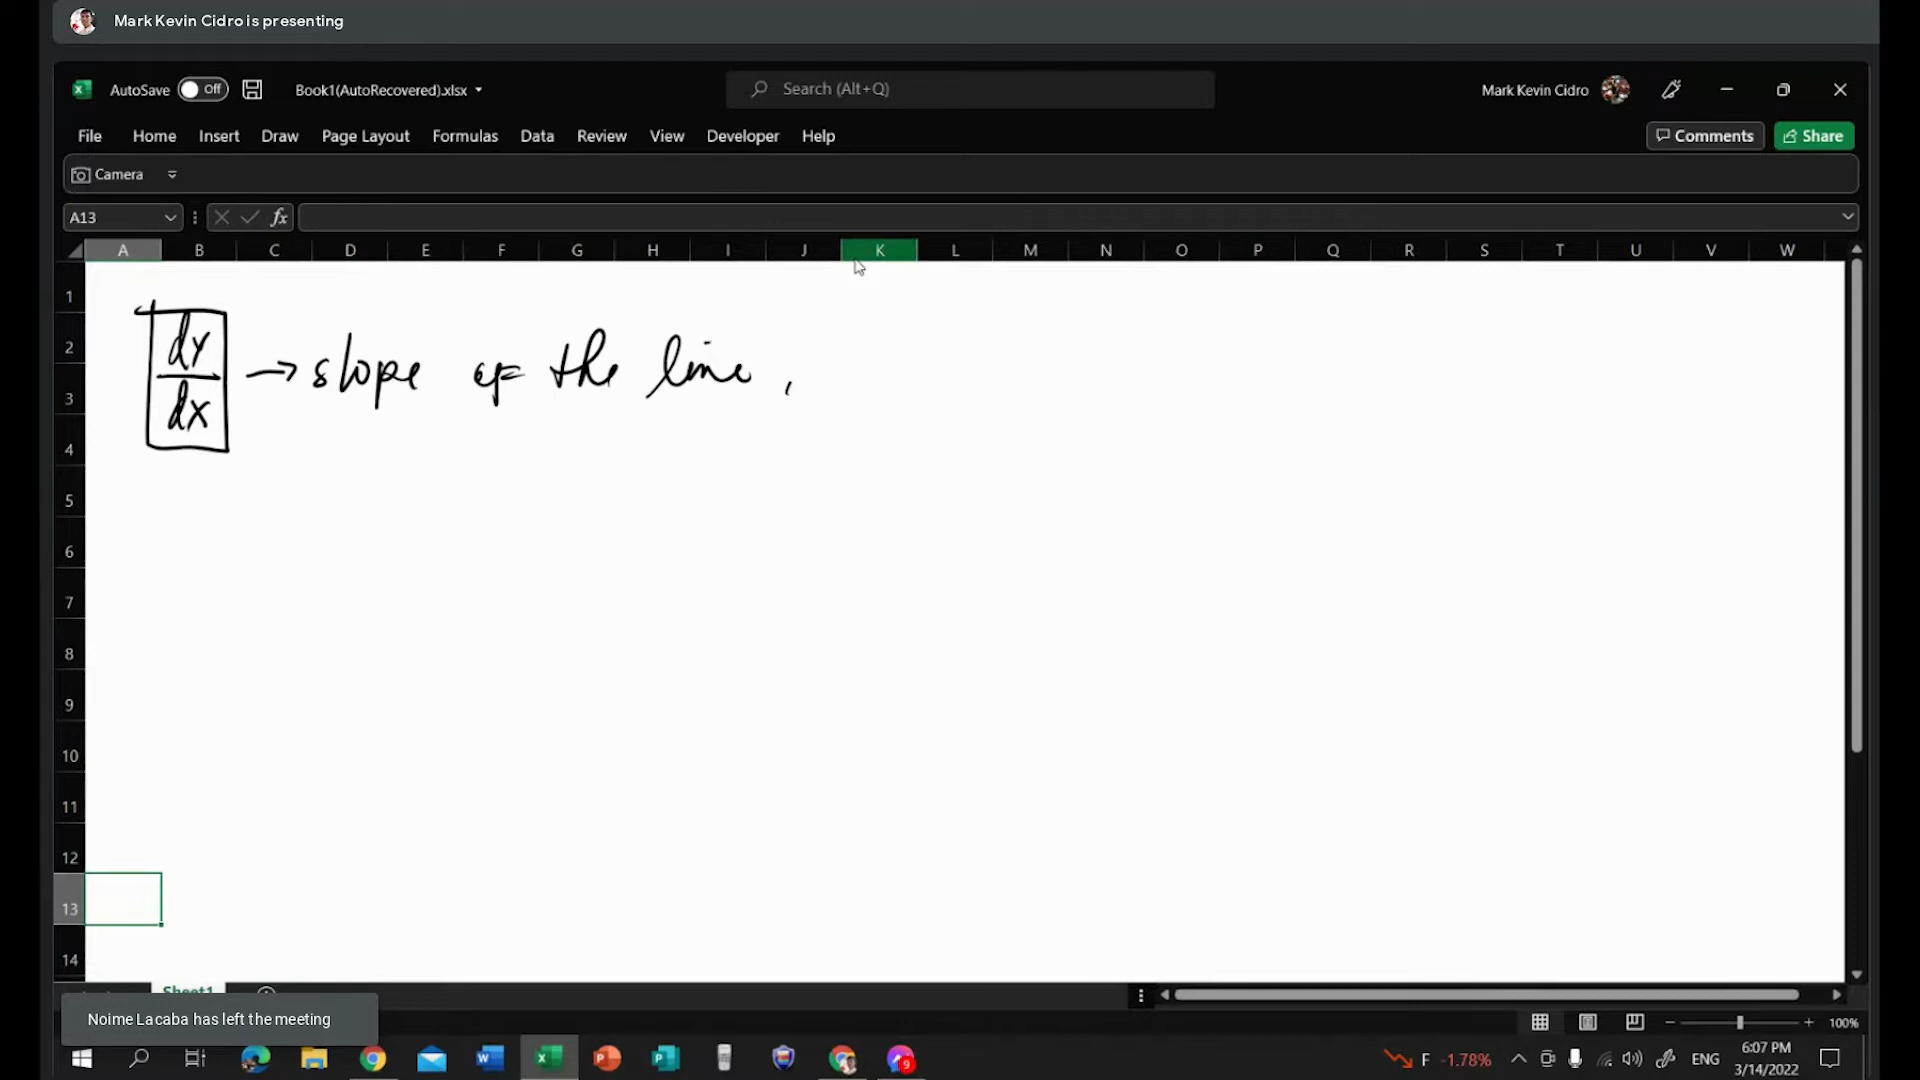 Mark Kevin Cidro is presenting
AutoSave Off Book1(AutoRecovered).xlsx Search (Alt+Q) Mark Kevin Cidro
File Home Insert Draw Page Layout Formulas Data Review View Developer Help Comments Share
Camera
A13 fx
A B C D E F G H I J K L M N O P Q R S T U V W
1
2
3
4
5
6
7
8
9
10
11
12
13
14
dy
dx
→ slope of the line ,
Sheet1
Noime Lacaba has left the meeting
100%
9 F -1.78% ENG 6:07 PM
3/14/2022